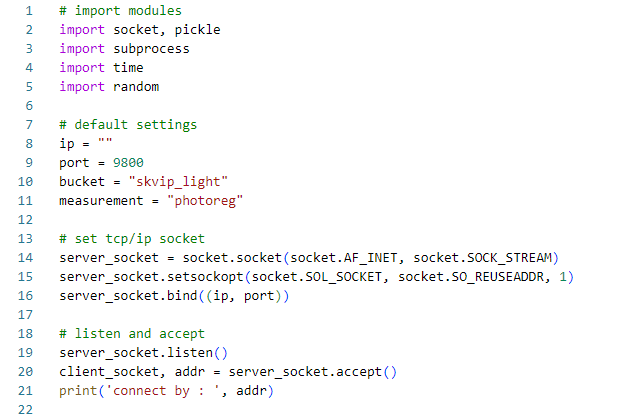 1 # import modules
2 import socket, pickle
3 import subprocess
4 import time
5 import random
6
7 # default settings
8 ip = ""
9 port = 9800
10 bucket = "skvip_light"
11 measurement = "photoreg"
12
13 # set tcp/ip socket
14 server_socket = socket.socket(socket.AF_INET, socket.SOCK_STREAM)
15 server_socket.setsockopt(socket.SOL_SOCKET, socket.SO_REUSEADDR, 1)
16 server_socket.bind((ip, port))
17
18 # listen and accept
19 server_socket.listen()
20 client_socket, addr = server_socket.accept()
21 print('connect by : ', addr)
22